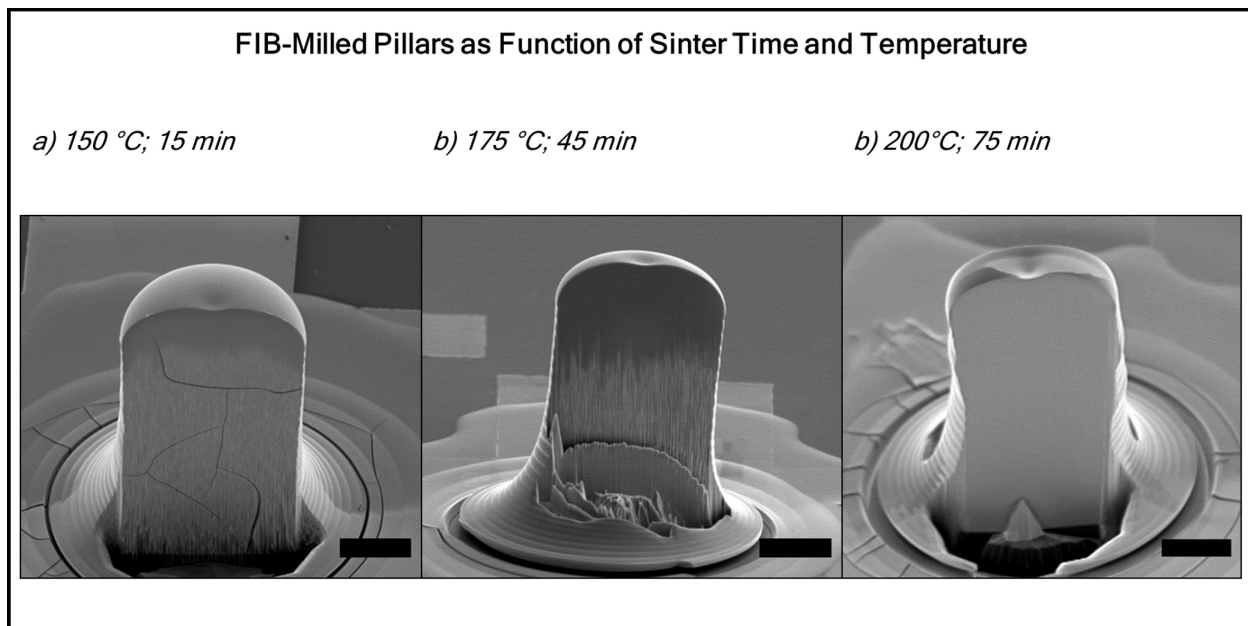 FIB-Milled Pillars as Function of Sinter Time and Temperature
a) 150 °C; 15 min
b) 175 °C; 45 min
b) 200°C; 75 min